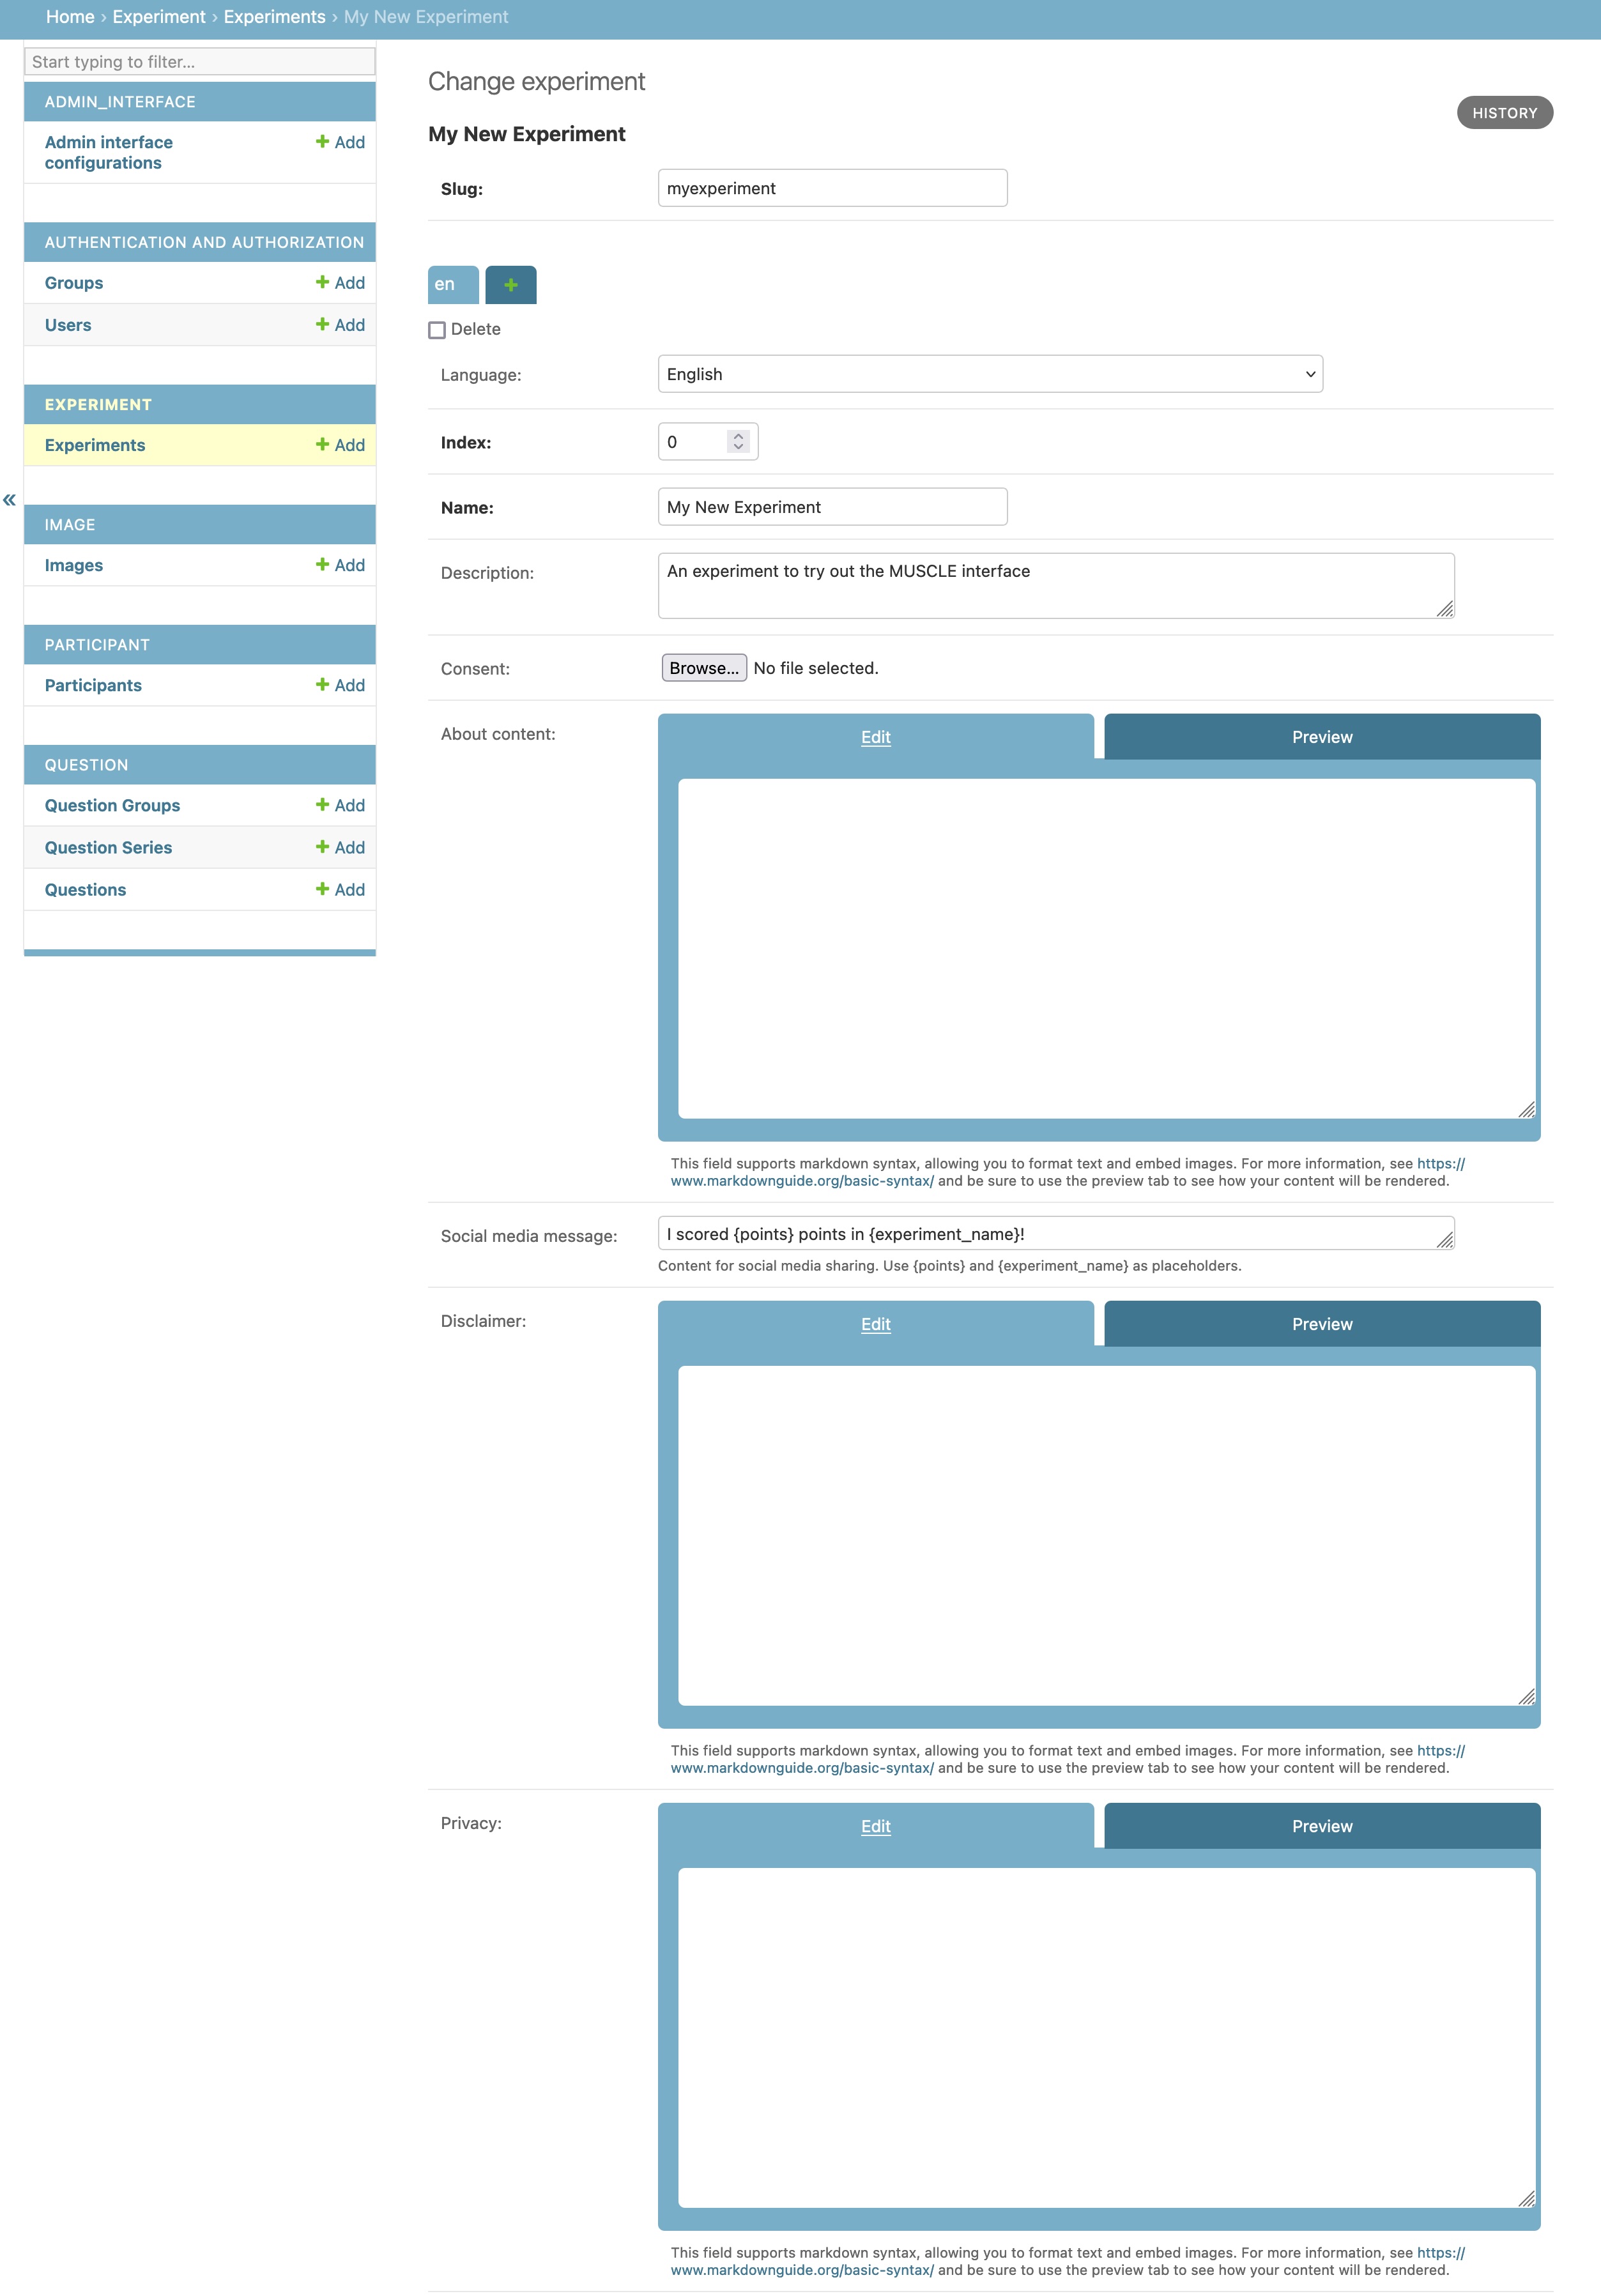 Home › Experiment › Experiments › My New Experiment
Start typing to filter...
ADMIN_INTERFACE
Admin interface
configurations
Add
AUTHENTICATION AND AUTHORIZATION
Groups Add
Users Add
EXPERIMENT
Experiments Add
«
IMAGE
Images Add
PARTICIPANT
Participants Add
QUESTION
Question Groups Add
Question Series Add
Questions Add
Change experiment
HISTORY
My New Experiment
Slug: myexperiment
en
Delete
Language: English
Index: 0
Name: My New Experiment
Description: An experiment to try out the MUSCLE interface
Consent: Browse... No file selected.
About content: Edit Preview
This field supports markdown syntax, allowing you to format text and embed images. For more information, see https://
www.markdownguide.org/basic-syntax/ and be sure to use the preview tab to see how your content will be rendered.
Social media message: I scored {points} points in {experiment_name}!
Content for social media sharing. Use {points} and {experiment_name} as placeholders.
Disclaimer: Edit Preview
This field supports markdown syntax, allowing you to format text and embed images. For more information, see https://
www.markdownguide.org/basic-syntax/ and be sure to use the preview tab to see how your content will be rendered.
Privacy: Edit Preview
This field supports markdown syntax, allowing you to format text and embed images. For more information, see https://
www.markdownguide.org/basic-syntax/ and be sure to use the preview tab to see how your content will be rendered.